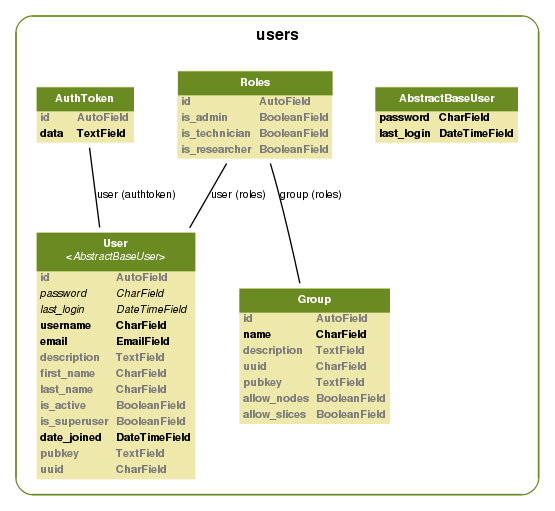 users
AuthToken
id AutoField
data TextField
Roles
id AutoField
is_admin BooleanField
is_technician BooleanField
is_researcher BooleanField
AbstractBaseUser
password CharField
last_login DateTimeField
user (authtoken)
user (roles)
group (roles)
User
<AbstractBaseUser>
id AutoField
password CharField
last_login DateTimeField
username CharField
email EmailField
description TextField
first_name CharField
last_name CharField
is_active BooleanField
is_superuser BooleanField
date_joined DateTimeField
pubkey TextField
uuid CharField
Group
id AutoField
name CharField
description TextField
uuid CharField
pubkey TextField
allow_nodes BooleanField
allow_slices BooleanField